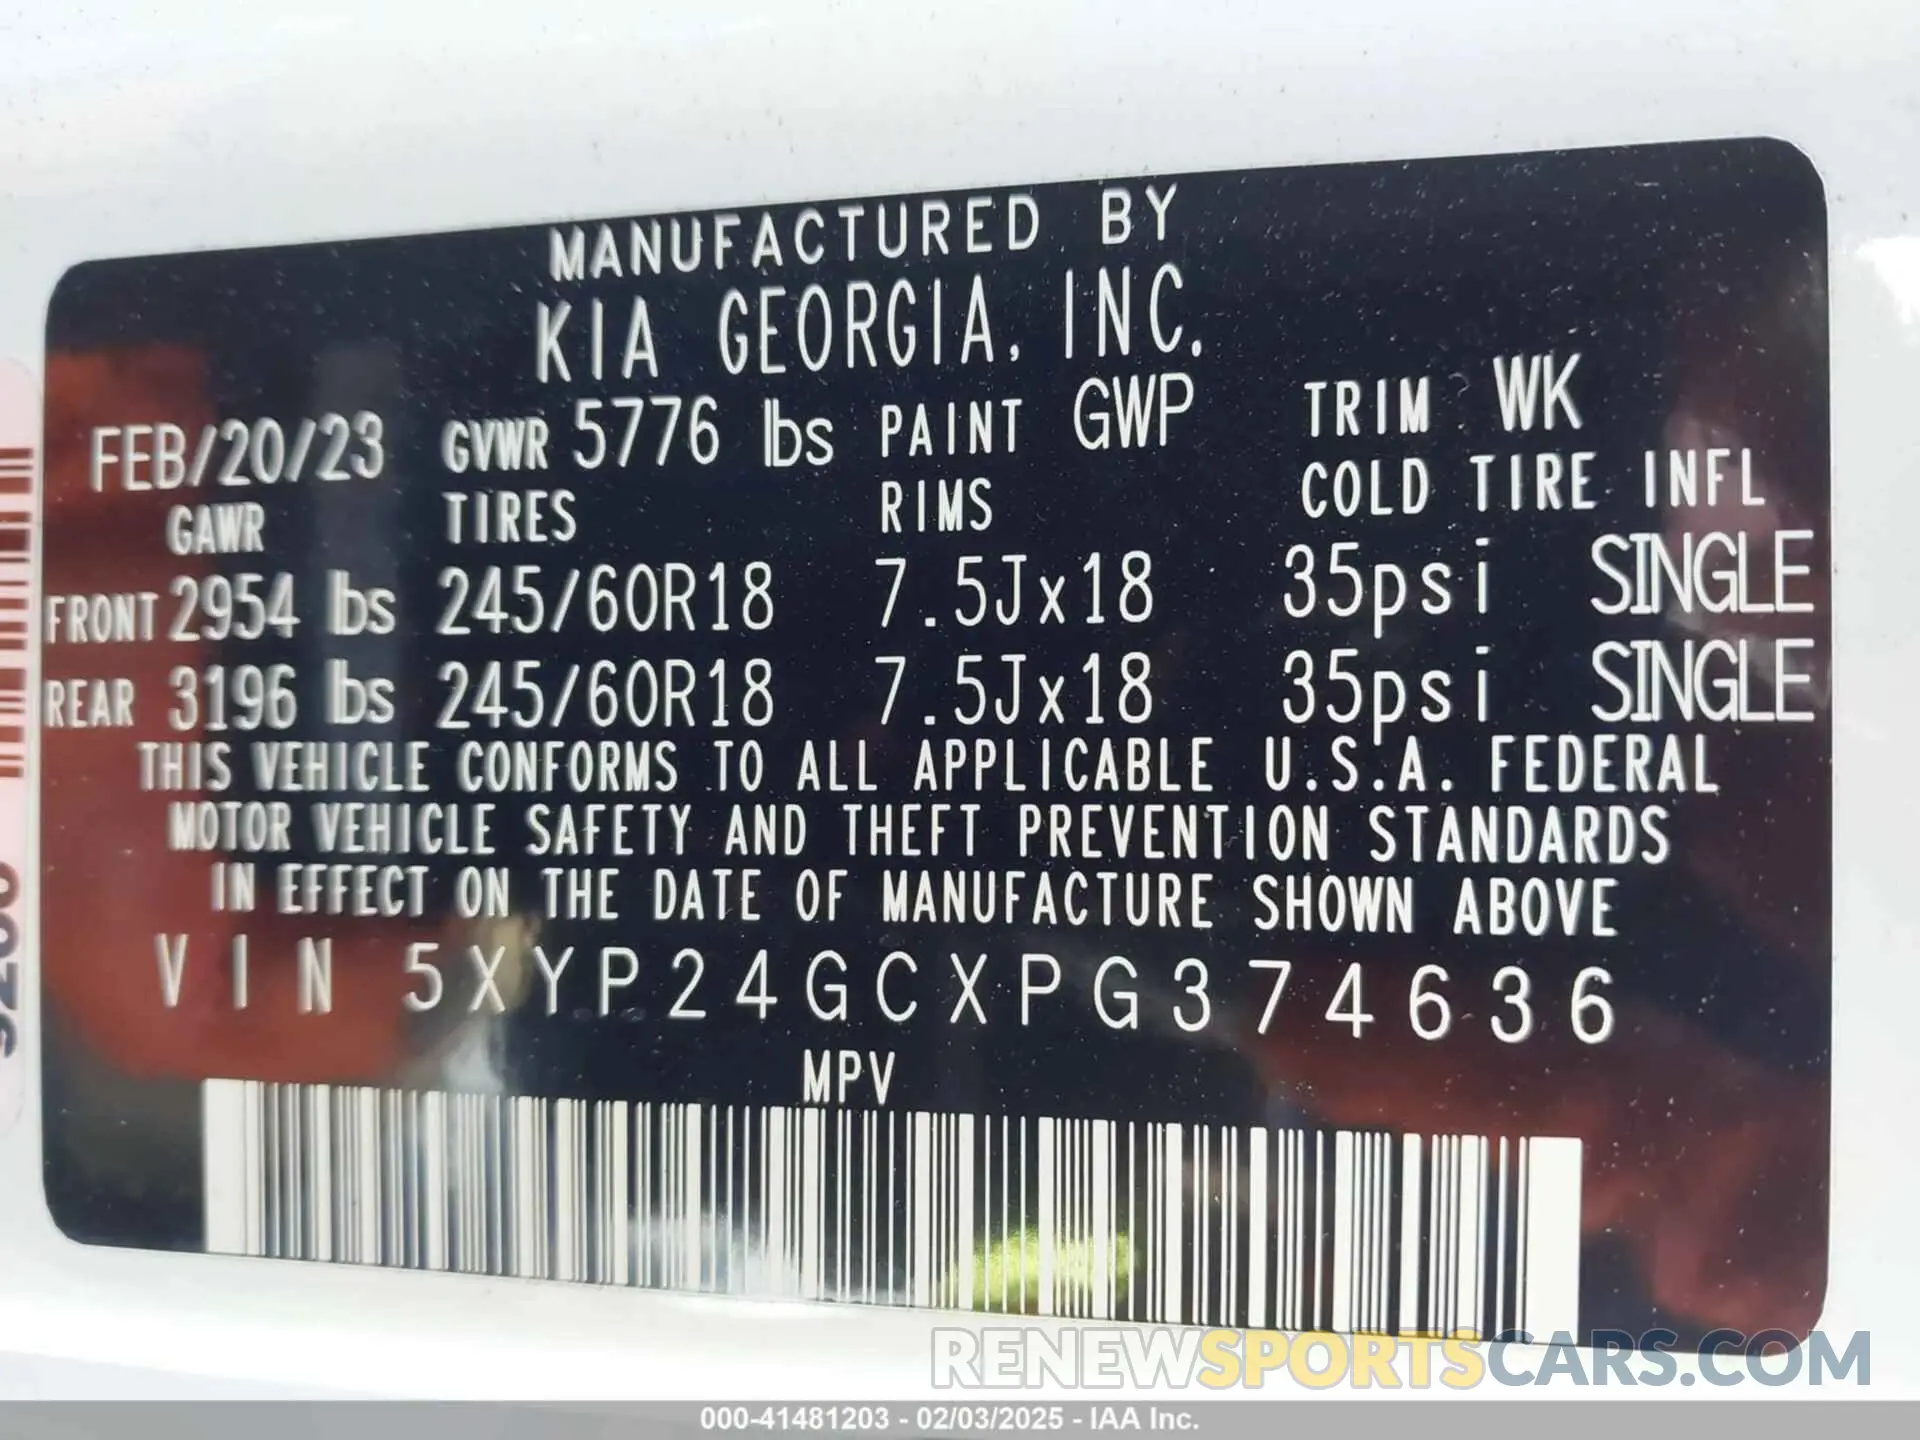 MANUFACTURED BY
KIA GEORGIA, INC.
FEB/20/23 GVWR 5776 lbs PAINT GWP TRIM WK
GAWR TIRES RIMS COLD TIRE INFL
FRONT 2954 lbs 245/60R18 7.5Jx18 35psi SINGLE
REAR 3196 lbs 245/60R18 7.5Jx18 35psi SINGLE
THIS VEHICLE CONFORMS TO ALL APPLICABLE U.S.A. FEDERAL
MOTOR VEHICLE SAFETY AND THEFT PREVENTION STANDARDS
IN EFFECT ON THE DATE OF MANUFACTURE SHOWN ABOVE
VIN 5XYP24GCXPG374636
MPV
RENEWSPORTSCARS.COM
000-41481203 - 02/03/2025 - IAA Inc.